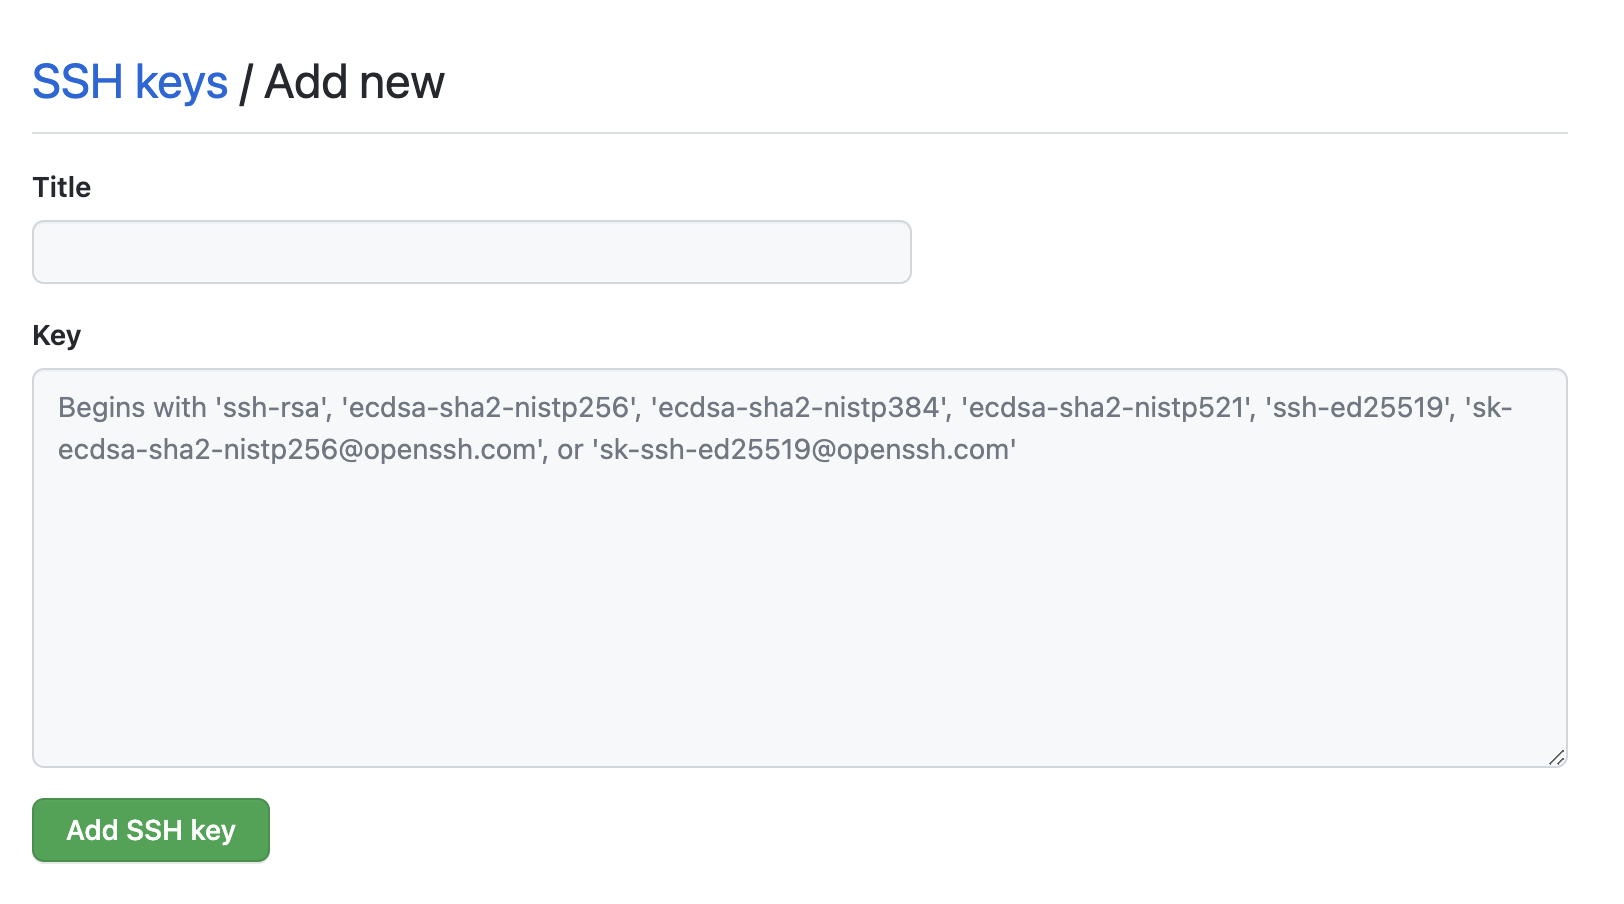 SSH keys / Add new
Title
Key
Begins with 'ssh-rsa', 'ecdsa-sha2-nistp256', 'ecdsa-sha2-nistp384', 'ecdsa-sha2-nistp521', 'ssh-ed25519', 'sk-
ecdsa-sha2-nistp256@openssh.com', or 'sk-ssh-ed25519@openssh.com'
Add SSH key